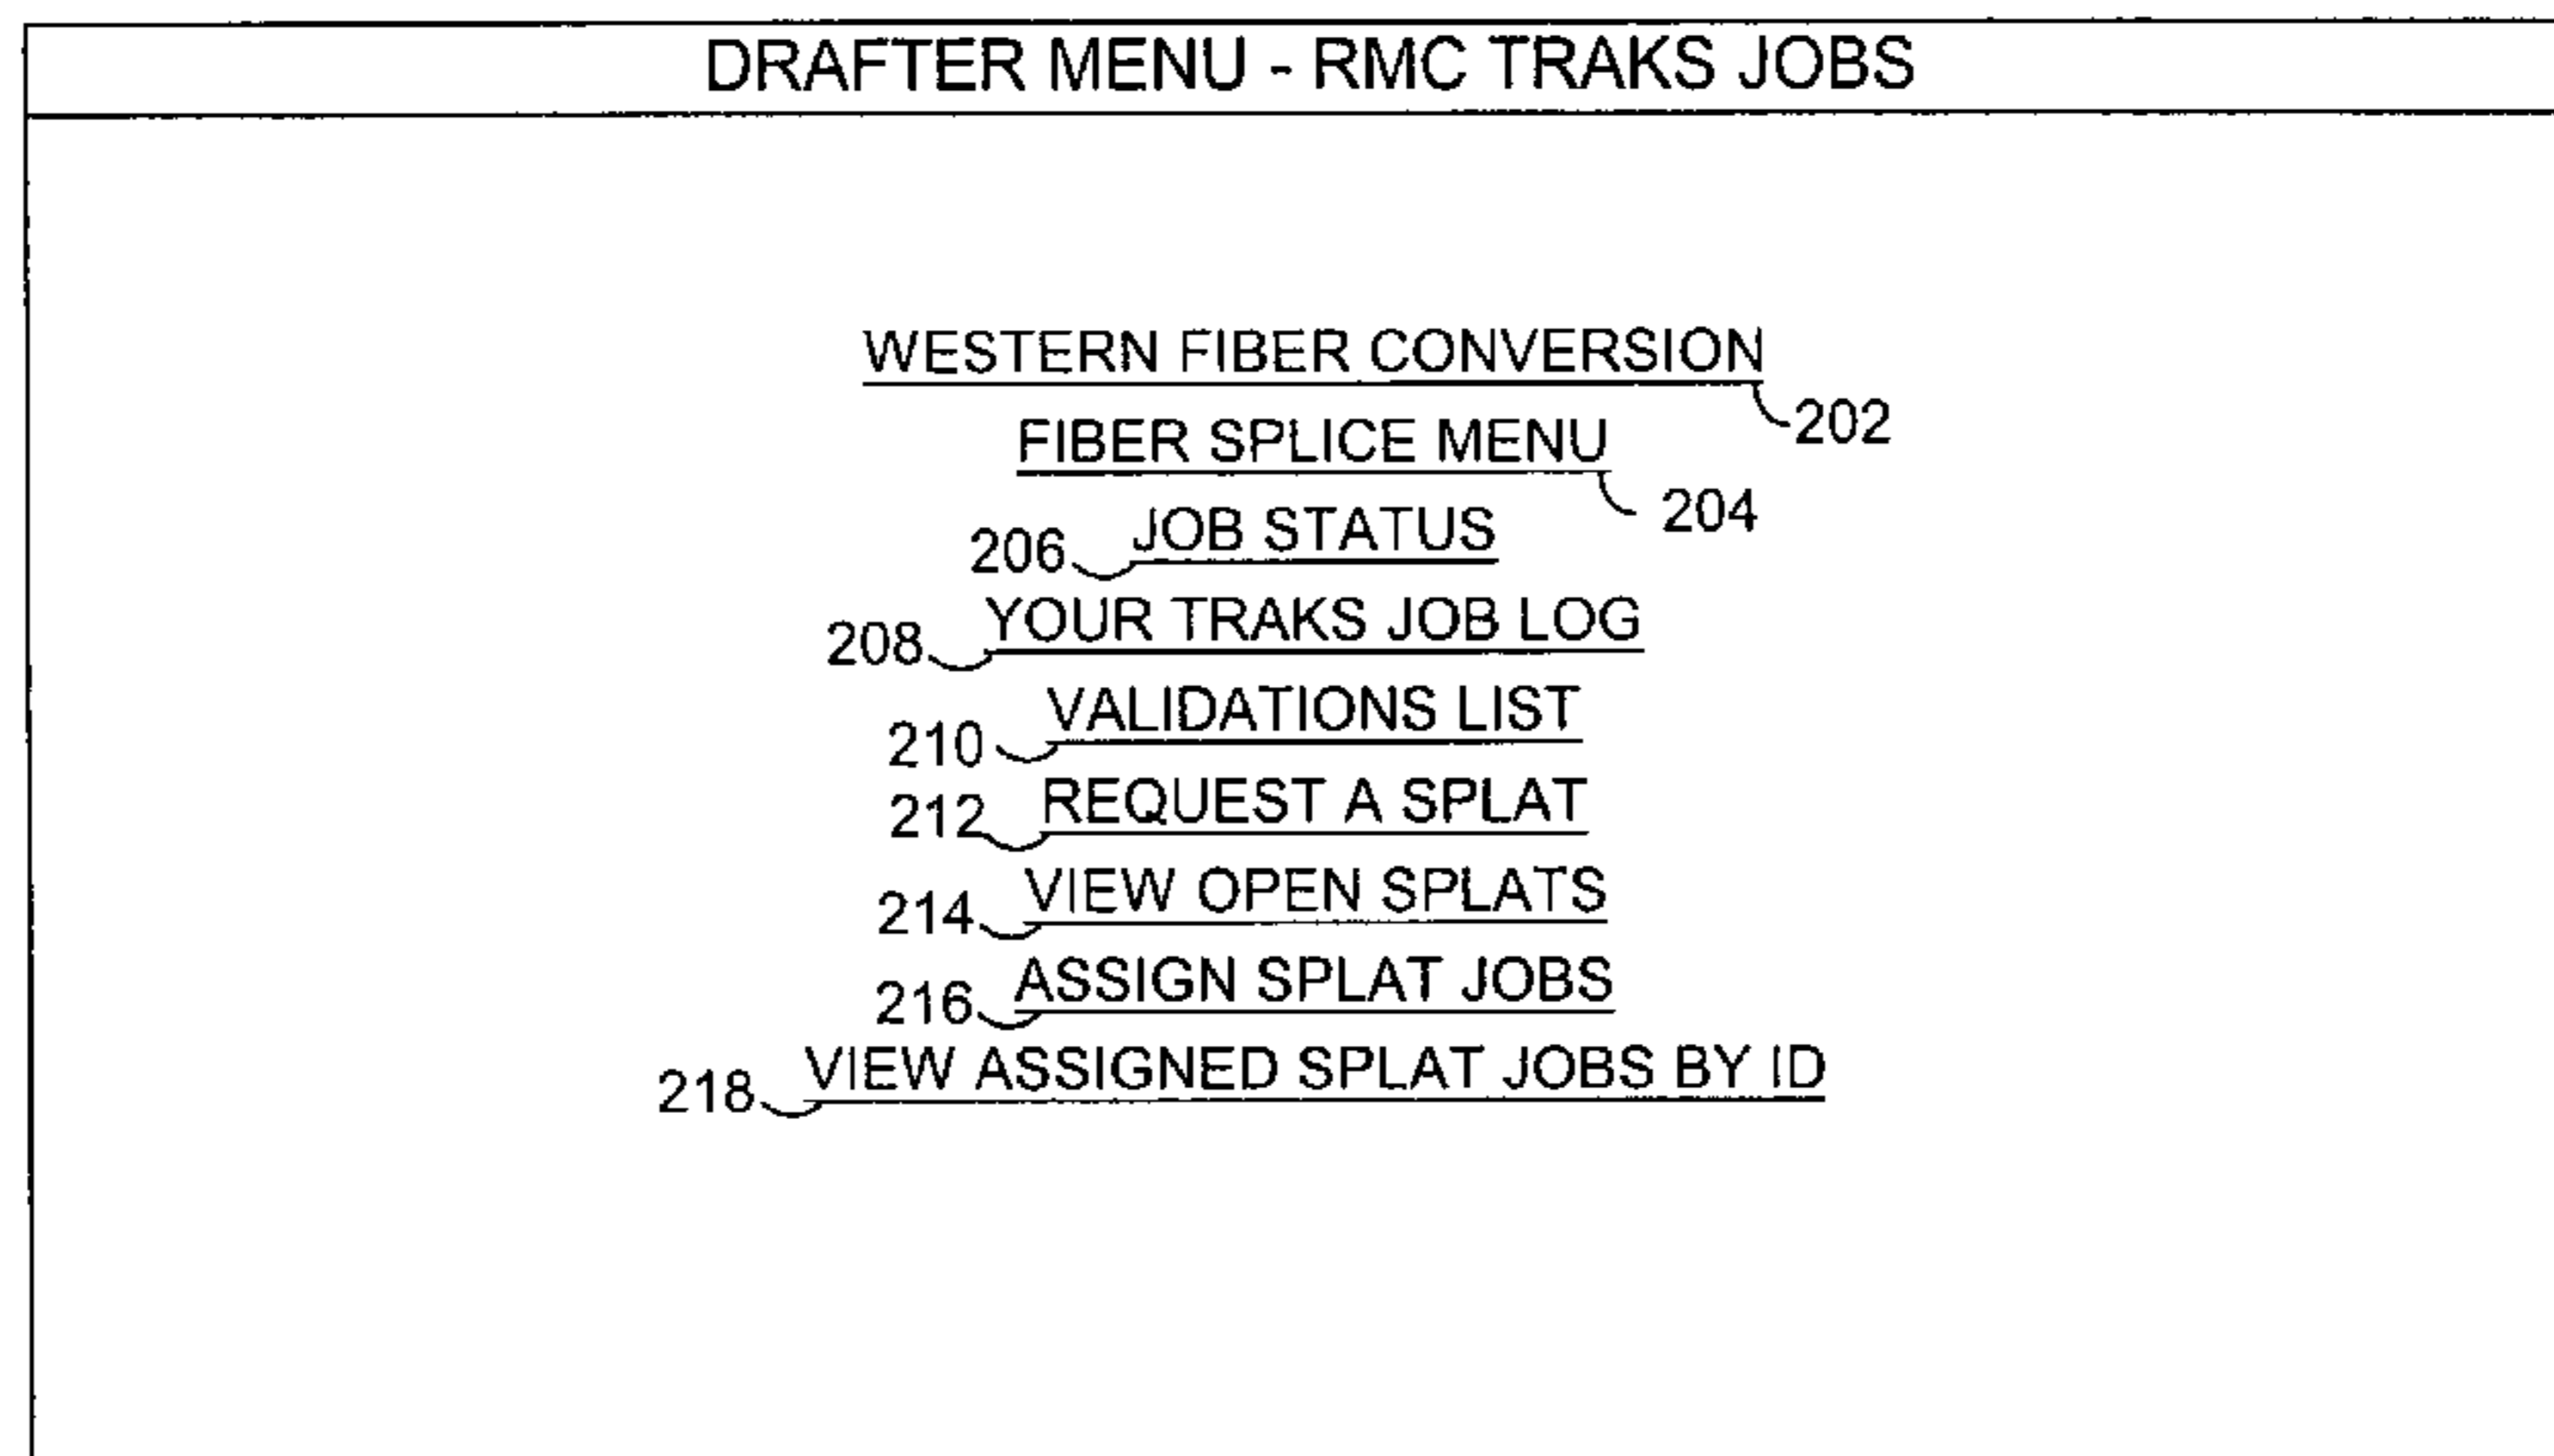 DRAFTER MENU - RMC TRAKS JOBS
WESTERN FIBER CONVERSION
202
FIBER SPLICE MENU
204
206 JOB STATUS
208 YOUR TRAKS JOB LOG
210 VALIDATIONS LIST
212 REQUEST A SPLAT
214 VIEW OPEN SPLATS
216 ASSIGN SPLAT JOBS
218 VIEW ASSIGNED SPLAT JOBS BY ID